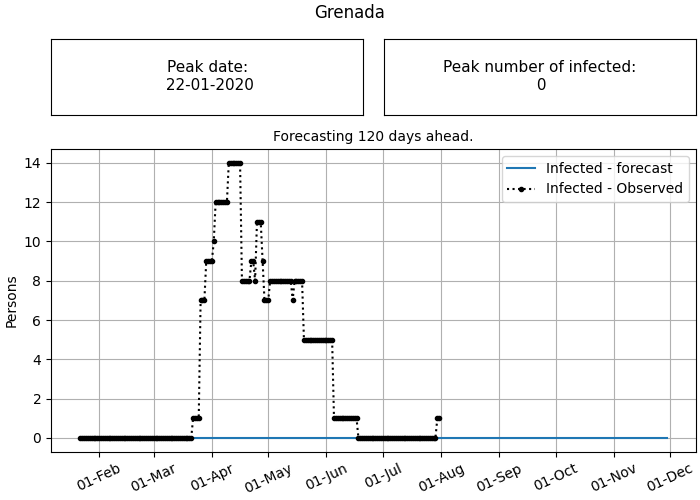 Grenada
Peak date:
22-01-2020
Peak number of infected:
0
Forecasting 120 days ahead.
Infected - forecast
Infected - Observed
Persons
14
12
10
8
6
4
2
0
01-Feb
01-Mar
01-Apr
01-May
01-Jun
01-Jul
01-Aug
01-Sep
01-Oct
01-Nov
01-Dec